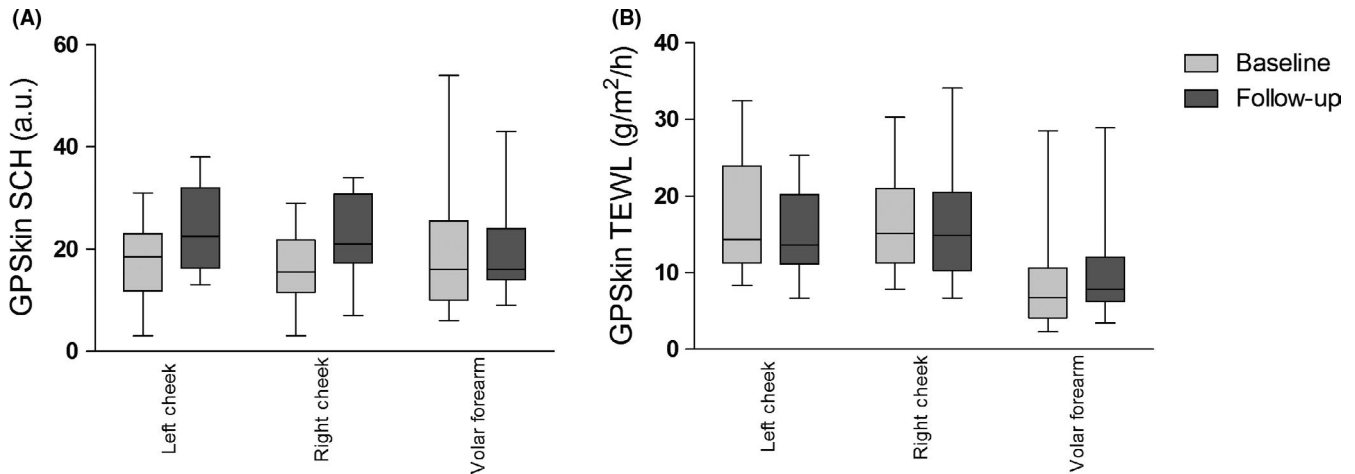 (A)
GPSkin SCH (a.u.)
60
40
20
0
Left cheek
Right cheek
Volar forearm
(B)
GPSkin TEWL (g/m²/h)
40
30
20
10
0
Left cheek
Right cheek
Volar forearm
Baseline
Follow-up